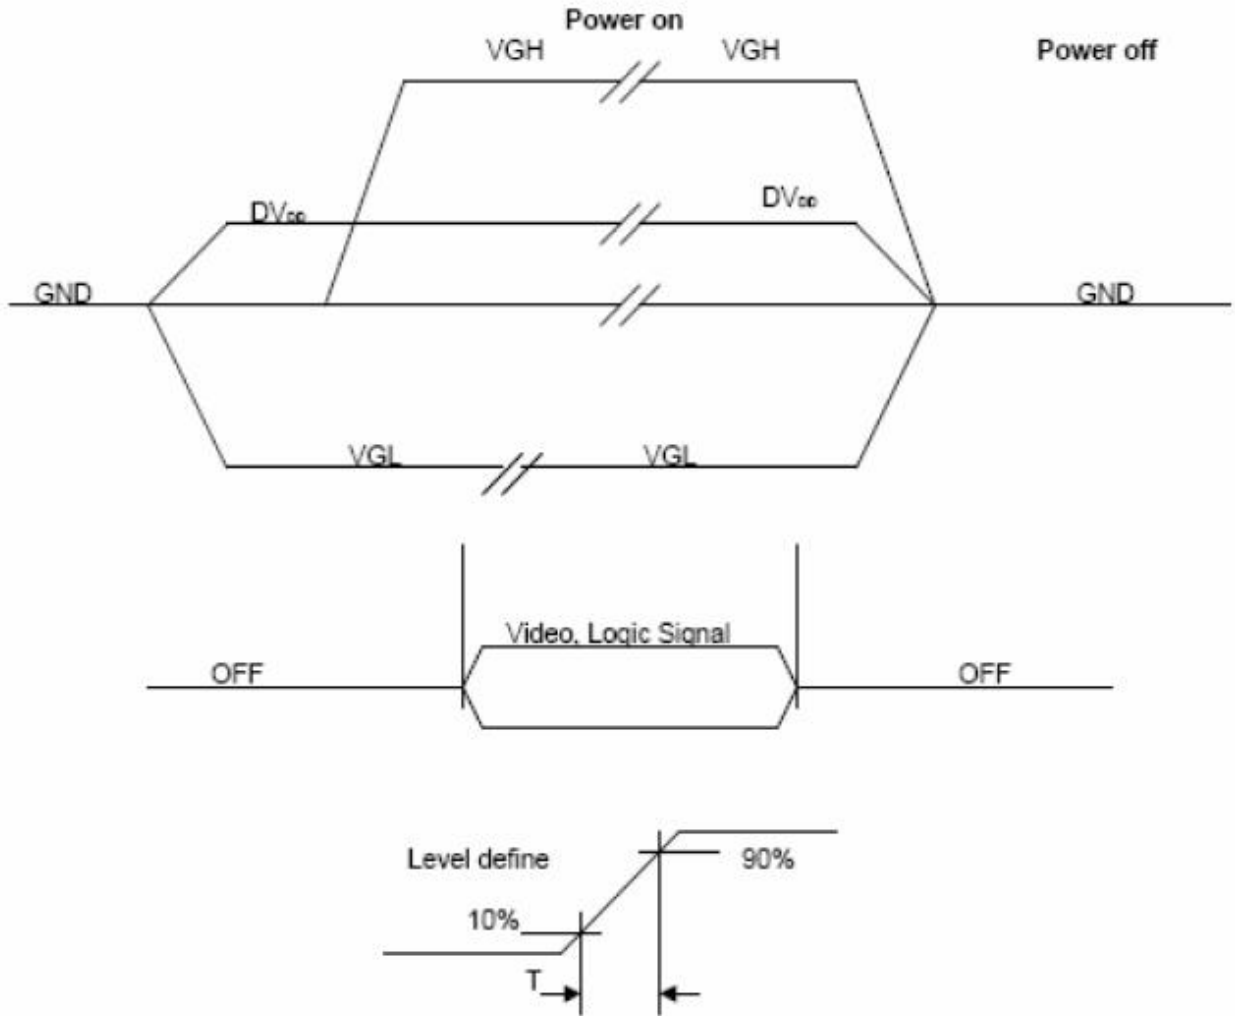 Power on
VGH
VGH
Power off
DVDD
DVDD
GND
GND
VGL
VGL
Video, Logic Signal
OFF
OFF
Level define
90%
10%
T